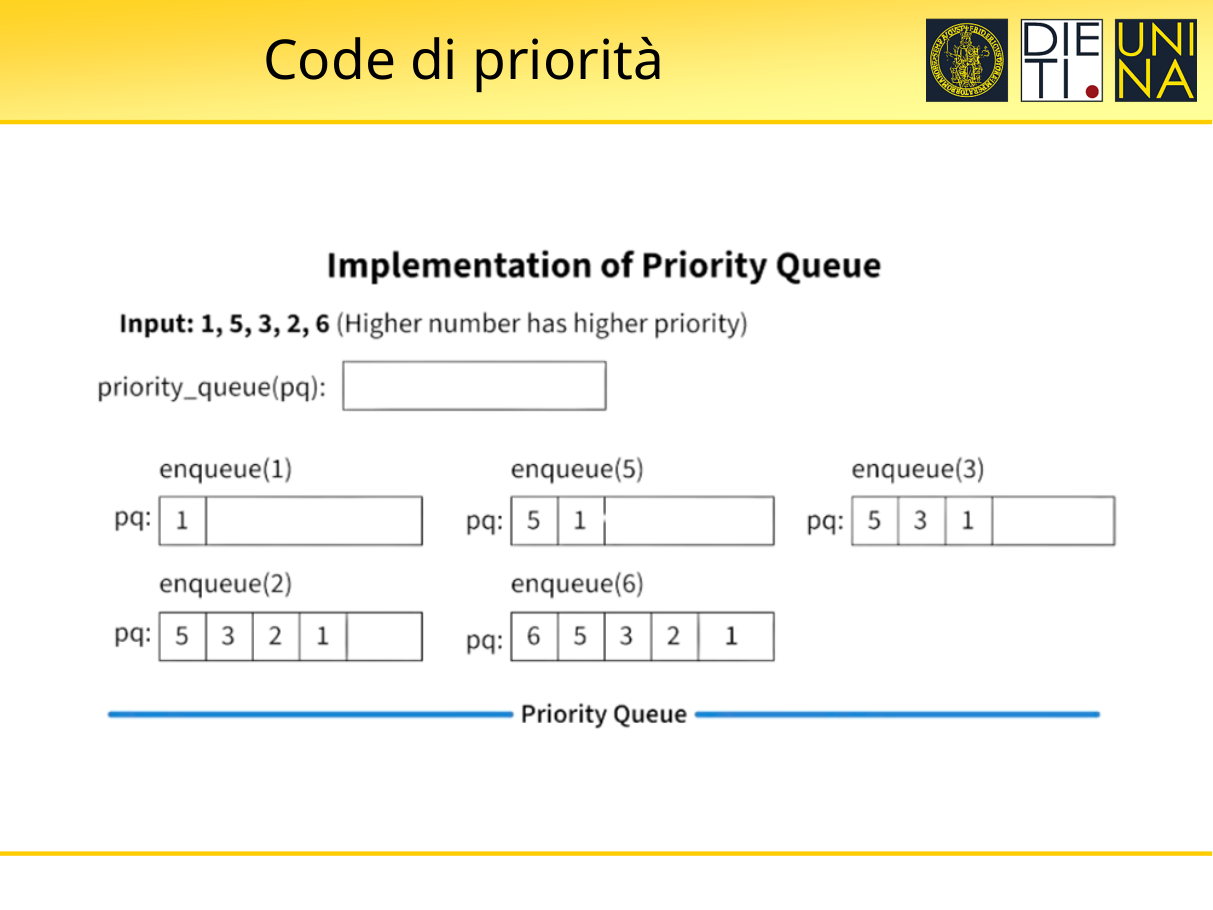 Code di priorità
DIE
TI.
UNI
NA
Implementation of Priority Queue
Input: 1, 5, 3, 2, 6 (Higher number has higher priority)
priority_queue(pq):
enqueue(1) enqueue(5) enqueue(3)
pq: 1 pq: 5 1 pq: 5 3 1
enqueue(2) enqueue(6)
pq: 5 3 2 1 pq: 6 5 3 2 1
Priority Queue